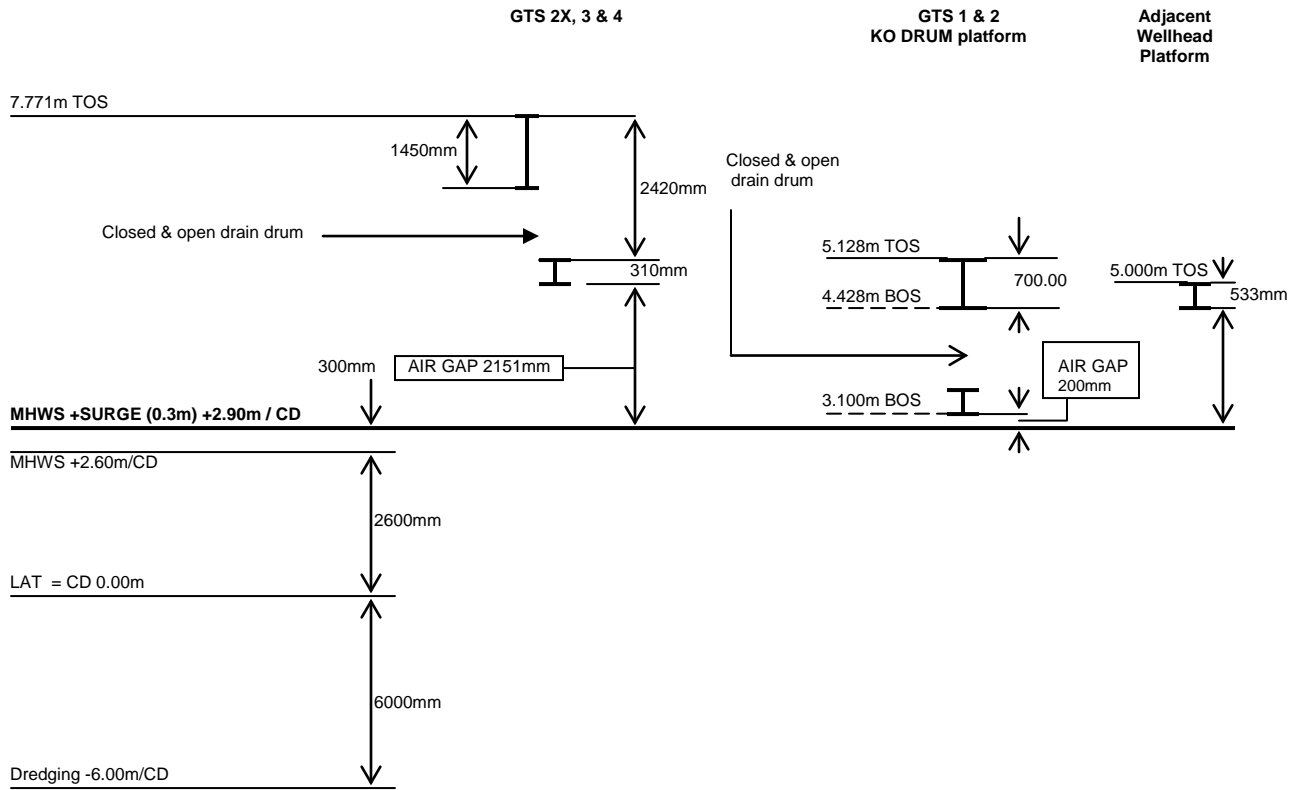 GTS 2X, 3 & 4
GTS 1 & 2
KO DRUM platform
Adjacent
Wellhead
Platform
7.771m TOS
1450mm
2420mm
Closed & open
drain drum
Closed & open drain drum
310mm
5.128m TOS
700.00
4.428m BOS
5.000m TOS
533mm
300mm
AIR GAP 2151mm
AIR GAP
200mm
3.100m BOS
MHWS +SURGE (0.3m) +2.90m / CD
MHWS +2.60m/CD
2600mm
LAT = CD 0.00m
6000mm
Dredging -6.00m/CD